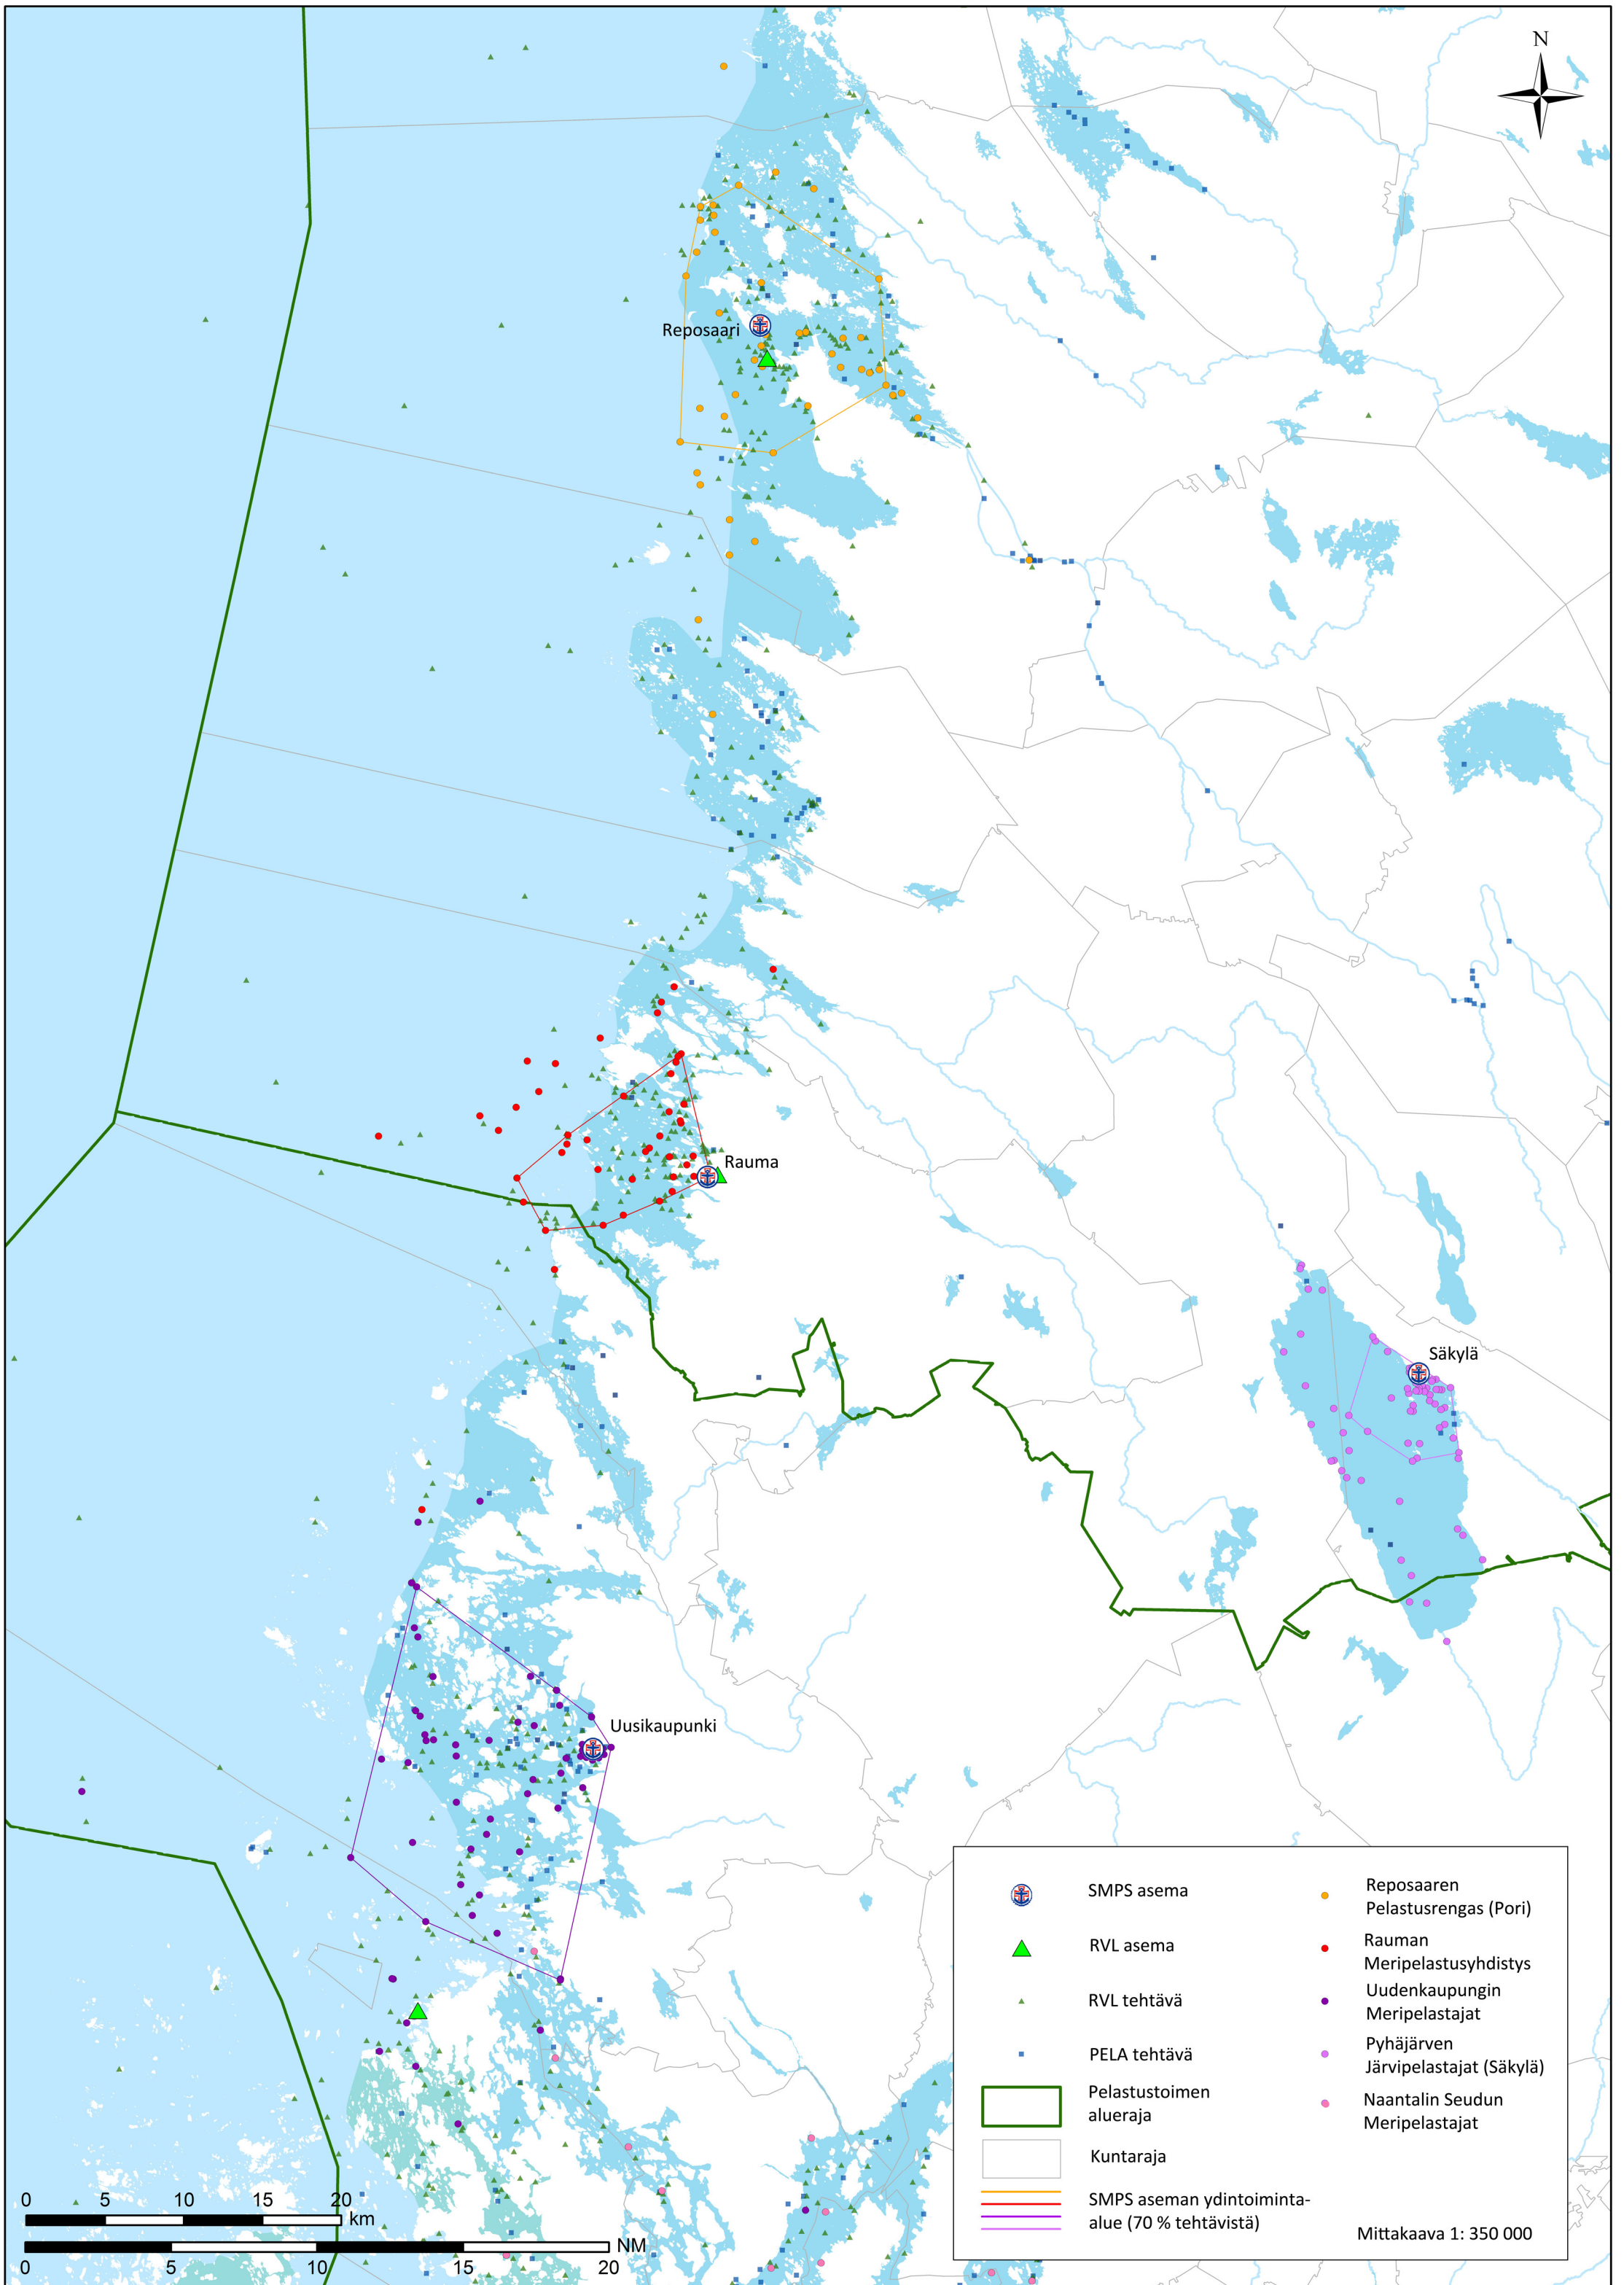 N
Reposaari
Rauma
Säkylä
Uusikaupunki
SMPS asema
RVL asema
RVL tehtävä
PELA tehtävä
Pelastustoimen
alueraja
Kuntaraja
SMPS aseman ydintoiminta-
alue (70 % tehtävistä)
Reposaaren
Pelastusrengas (Pori)
Rauman
Meripelastusyhdistys
Uudenkaupungin
Meripelastajat
Pyhäjärven
Järvipelastajat (Säkylä)
Naantalin Seudun
Meripelastajat
Mittakaava 1: 350 000
0 5 10 15 20
km
NM
0 5 10 15 20